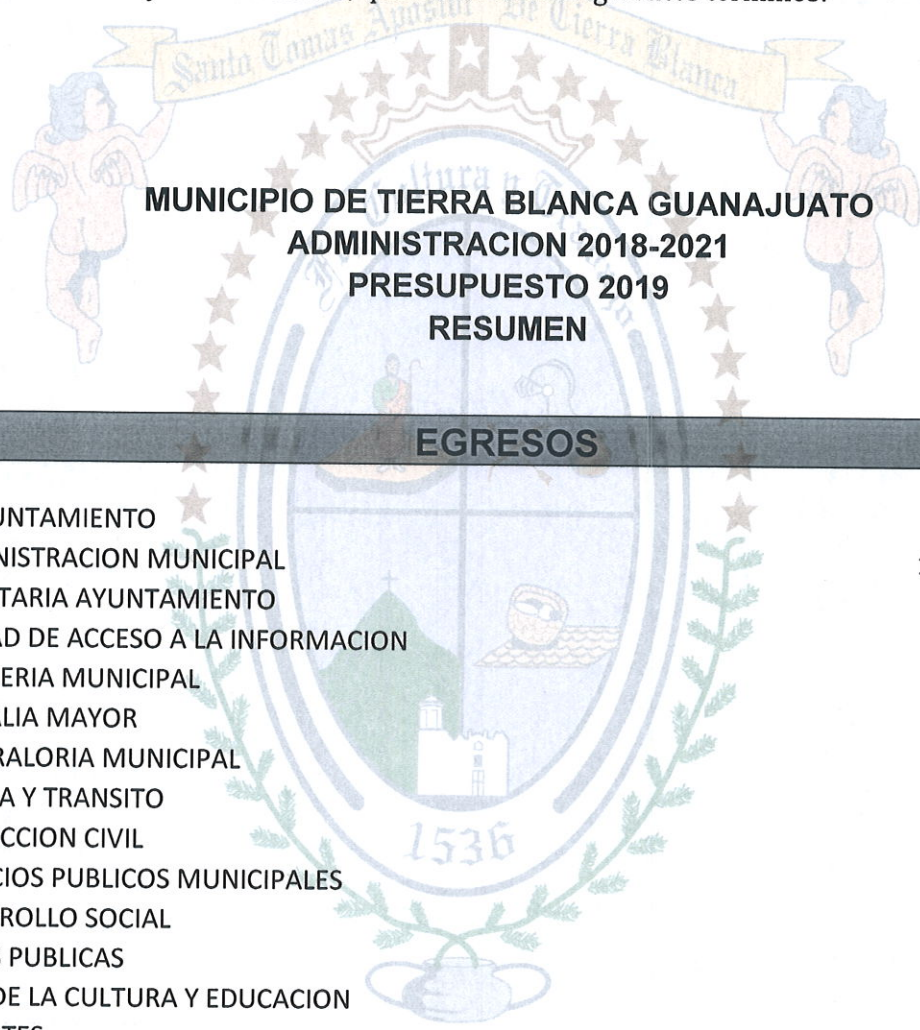 Santo Tomas Apostol De Tierra Blanca
MUNICIPIO DE TIERRA BLANCA GUANAJUATO
ADMINISTRACION 2018-2021
PRESUPUESTO 2019
RESUMEN
EGRESOS
UNTAMIENTO
NISTRACION MUNICIPAL
TARIA AYUNTAMIENTO
AD DE ACCESO A LA INFORMACION
ERIA MUNICIPAL
ALIA MAYOR
RALORIA MUNICIPAL
A Y TRANSITO
CCION CIVIL
CIOS PUBLICOS MUNICIPALES
ROLLO SOCIAL
S PUBLICAS
DE LA CULTURA Y EDUCACION
1536